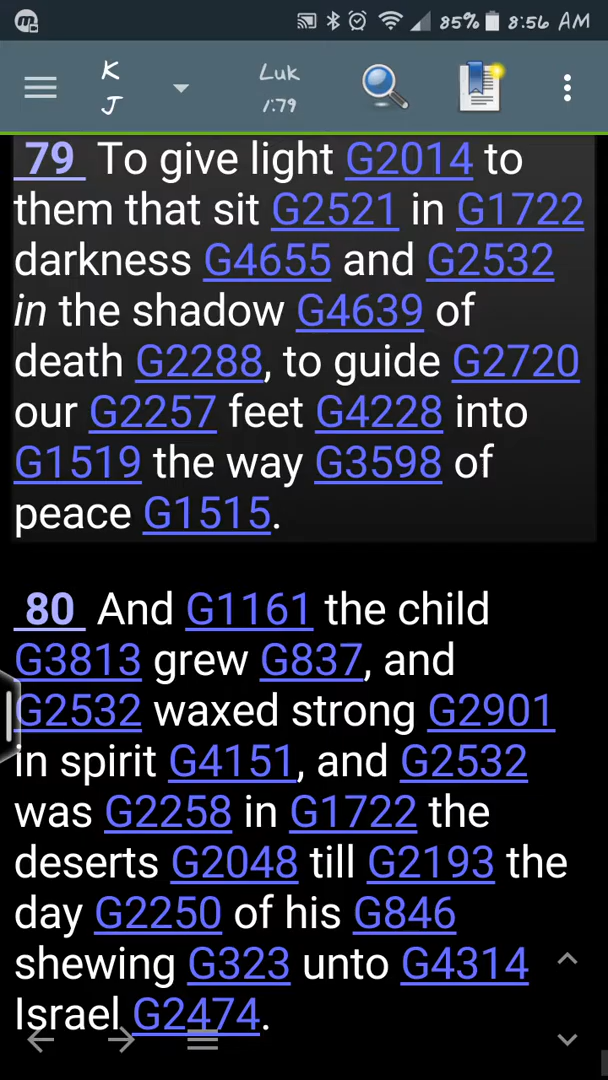 85% 8:56 AM
K J
Luk 1:79
79 To give light G2014 to
them that sit G2521 in G1722
darkness G4655 and G2532
in the shadow G4639 of
death G2288, to guide G2720
our G2257 feet G4228 into
G1519 the way G3598 of
peace G1515.
80 And G1161 the child
G3813 grew G837, and
G2532 waxed strong G2901
in spirit G4151, and G2532
was G2258 in G1722 the
deserts G2048 till G2193 the
day G2250 of his G846
shewing G323 unto G4314
Israel G2474.